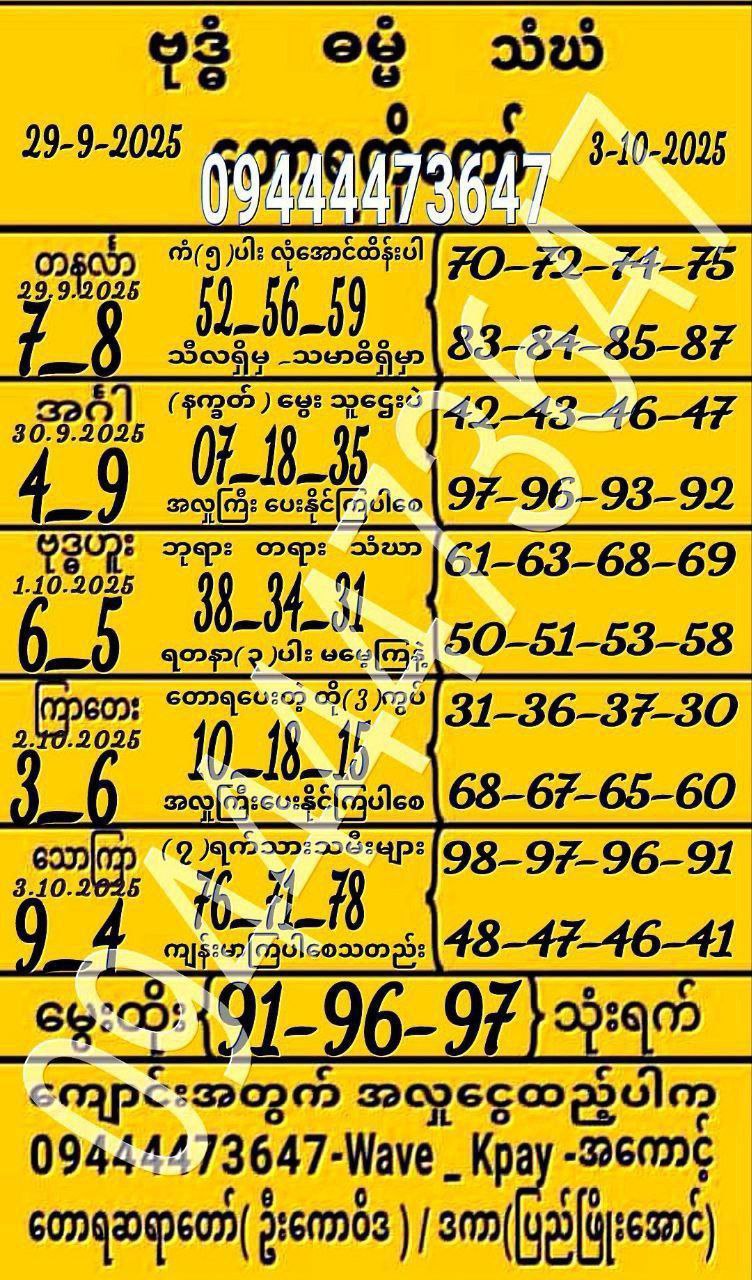 ဗုဒ္ဓံ ဓမ္မံ သံဃံ
29-9-2025 တောရကိုတော် 3-10-2025
09444473647
တနင်္လာ
29.9.2025
7_8
ကံ(၅)ပါး လုံအောင်ထိန်းပါ
52_56_59
သီလရှိမှ _သမာဓိရှိမှာ
70-72-74-75
83-84-85-87
အင်္ဂါ
30.9.2025
4_9
(နက္ခတ်) မွေး သူဌေးပဲ
07_18_35
အလှူကြီး ပေးနိုင်ကြပါစေ
42-43-46-47
97-96-93-92
ဗုဒ္ဓဟူး
1.10.2025
6_5
ဘုရား တရား သံဃာ
38_34_31
ရတနာ(၃)ပါး မမေ့ကြနဲ့
61-63-68-69
50-51-53-58
ကြာတေး
2.10.2025
3_6
တောရပေးတဲ့ ထို(3)ကွပ်
10_18_15
အလှူကြီးပေးနိုင်ကြပါစေ
31-36-37-30
68-67-65-60
သောကြာ
3.10.2025
9_4
(၇)ရက်သားသမီးများ
76_71_78
ကျန်းမာကြပါစေသတည်း
98-97-96-91
48-47-46-41
မွေးထိုး {91-96-97} သုံးရက်
ကျောင်းအတွက် အလှူငွေထည့်ပါက
09444473647-Wave _ Kpay -အကောင့်
တောရဆရာတော်( ဦးကောဝိဒ ) / ဒကာ(ပြည်ဖြိုးအောင်)
09444473647